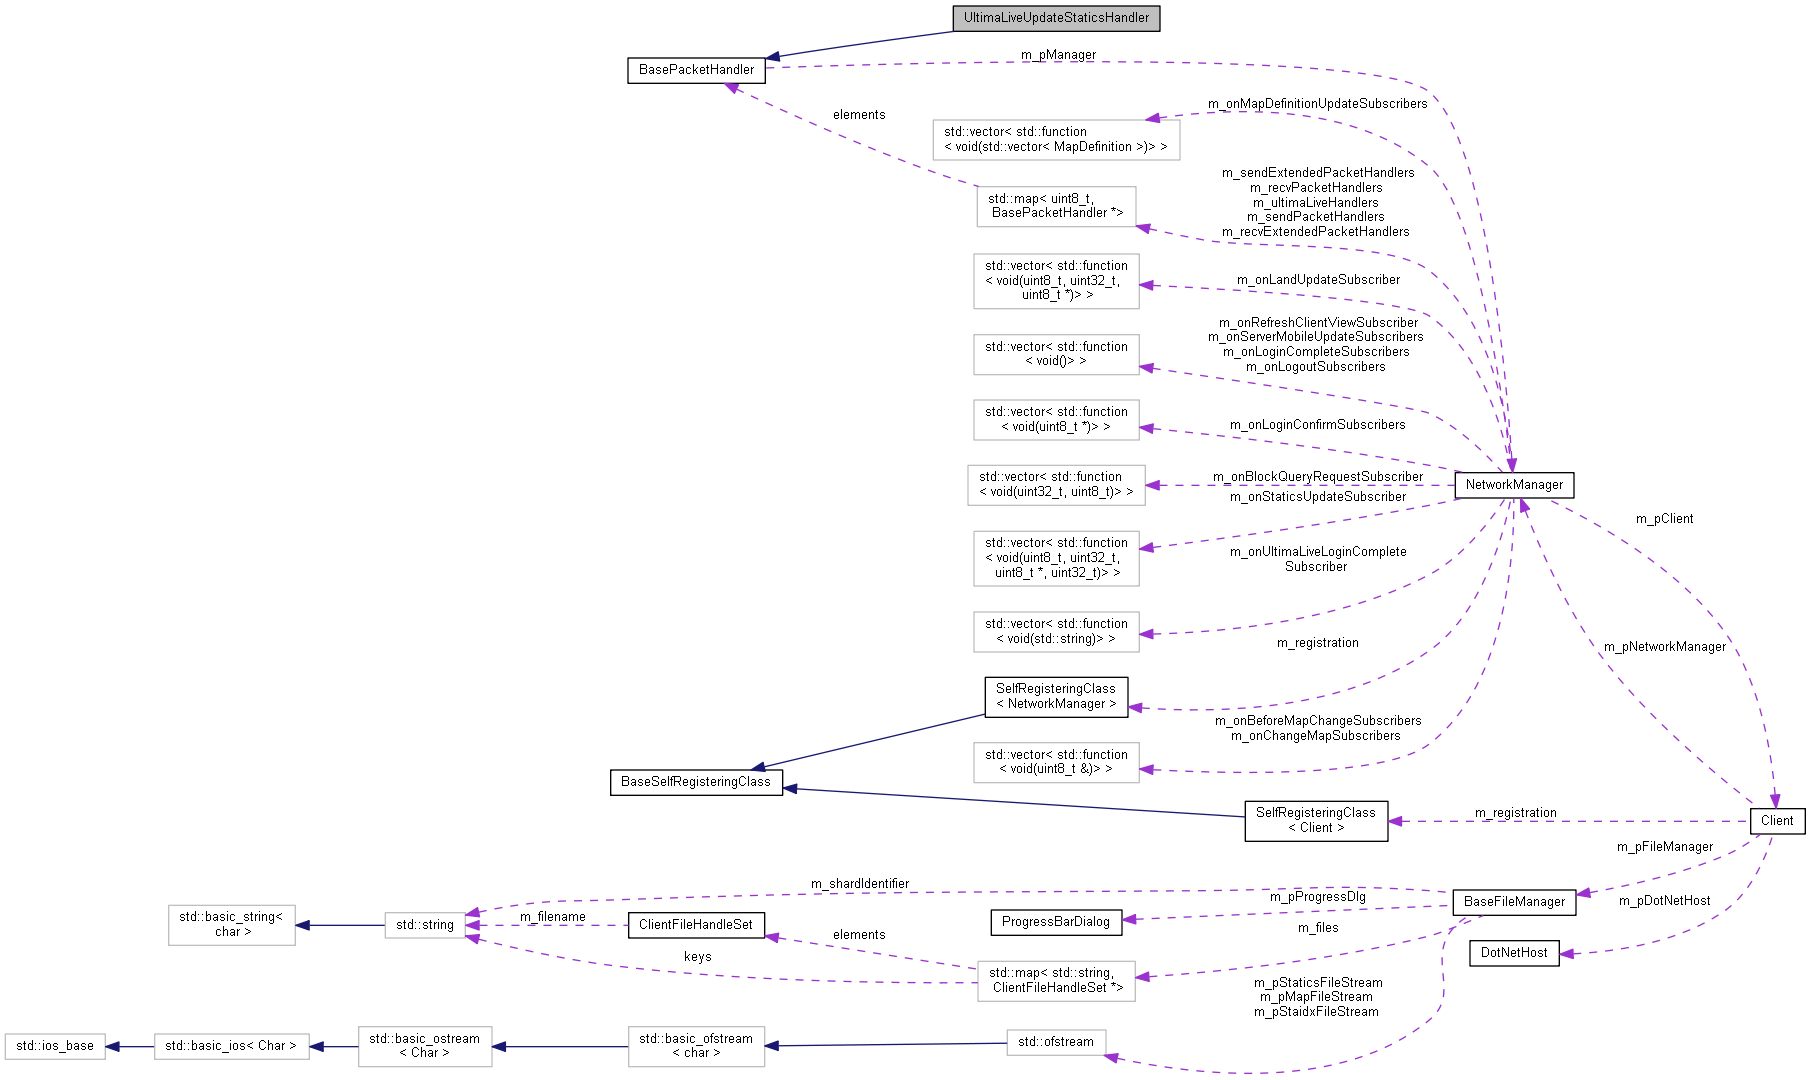 UltimaLiveUpdateStaticsHandler
m_pManager
BasePacketHandler
m_onMapDefinitionUpdateSubscribers
elements
std::vector< std::function
< void(std::vector< MapDefinition >)> >
m_sendExtendedPacketHandlers
m_recvPacketHandlers
m_ultimaLiveHandlers
m_sendPacketHandlers
m_recvExtendedPacketHandlers
std::map< uint8_t,
BasePacketHandler *>
std::vector< std::function
< void(uint8_t, uint32_t,
uint8_t *)> >
m_onLandUpdateSubscriber
m_onRefreshClientViewSubscriber
m_onServerMobileUpdateSubscribers
m_onLoginCompleteSubscribers
m_onLogoutSubscribers
std::vector< std::function
< void()> >
std::vector< std::function
< void(uint8_t *)> >
m_onLoginConfirmSubscribers
std::vector< std::function
< void(uint32_t, uint8_t)> >
m_onBlockQueryRequestSubscriber
NetworkManager
m_onStaticsUpdateSubscriber
m_pClient
std::vector< std::function
< void(uint8_t, uint32_t,
uint8_t *, uint32_t)> >
m_onUltimaLiveLoginComplete
Subscriber
std::vector< std::function
< void(std::string)> >
m_registration
m_pNetworkManager
SelfRegisteringClass
< NetworkManager >
m_onBeforeMapChangeSubscribers
m_onChangeMapSubscribers
std::vector< std::function
< void(uint8_t &)> >
BaseSelfRegisteringClass
SelfRegisteringClass
< Client >
m_registration
Client
m_pFileManager
m_shardIdentifier
m_pProgressDlg
BaseFileManager
m_pDotNetHost
std::basic_string<
char >
std::string
m_filename
ClientFileHandleSet
ProgressBarDialog
m_files
elements
DotNetHost
keys
std::map< std::string,
ClientFileHandleSet *>
m_pStaticsFileStream
m_pMapFileStream
m_pStaidxFileStream
std::ios_base
std::basic_ios< Char >
std::basic_ostream
< Char >
std::basic_ofstream
< char >
std::ofstream